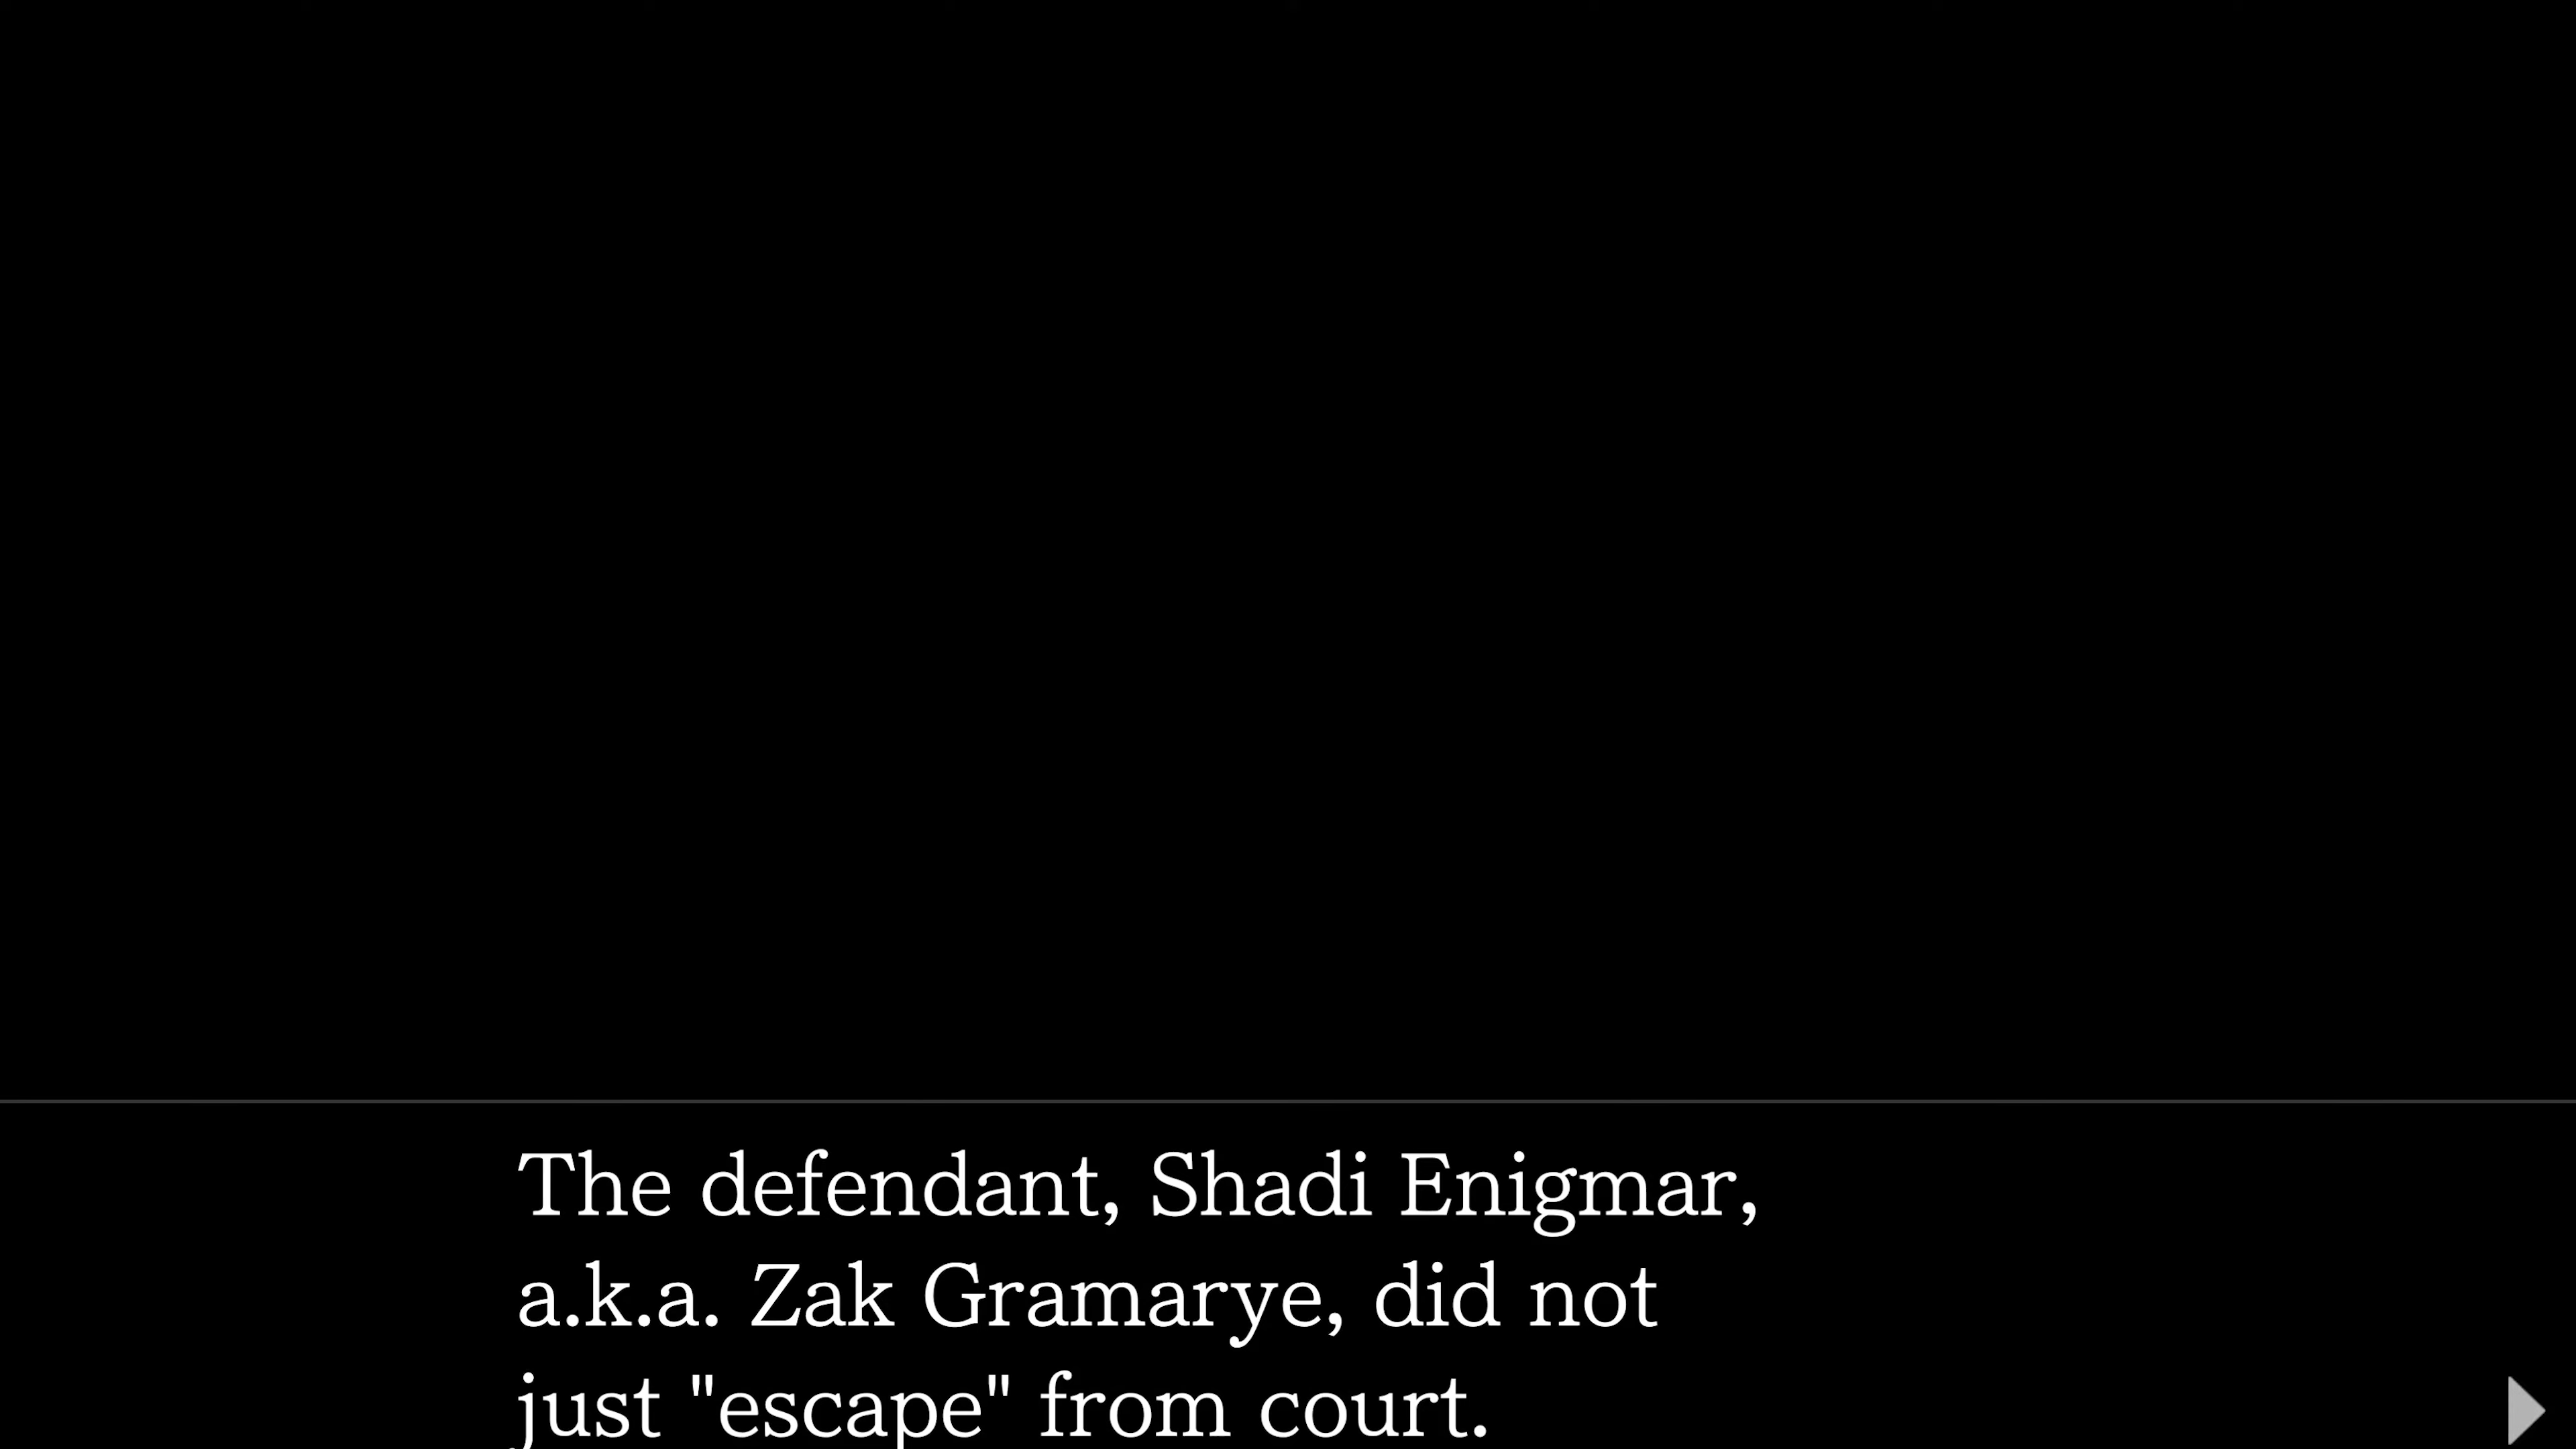 The defendant, Shadi Enigmar,
a.k.a. Zak Gramarye, did not
just "escape" from court.